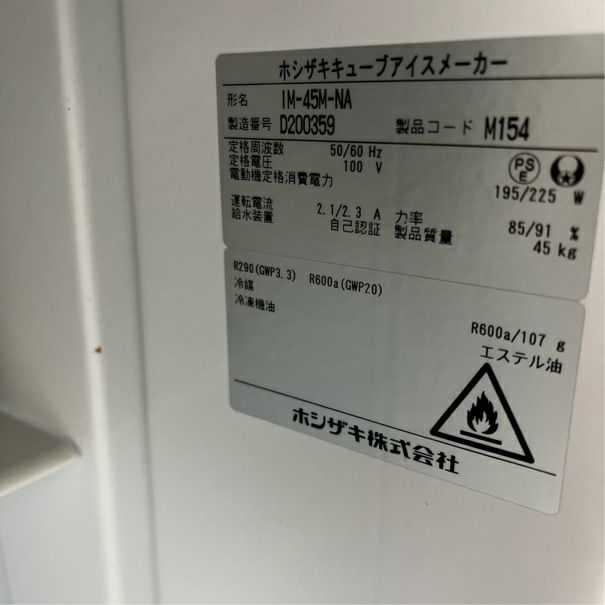 ホシザキキューブアイスメーカー
形名 IM-45M-NA
製造番号 D200359 製品コード M154
定格周波数 50/60 Hz
定格電圧 100 V
電動機定格消費電力 195/225 W
運転電流 2.1/2.3 A 力率 85/91 %
給水装置 自己認証 製品質量 45 kg
R290(GWP3.3) R600a(GWP20)
冷媒 R600a/107 g
冷凍機油 エステル油
ホシザキ株式会社
PS
E